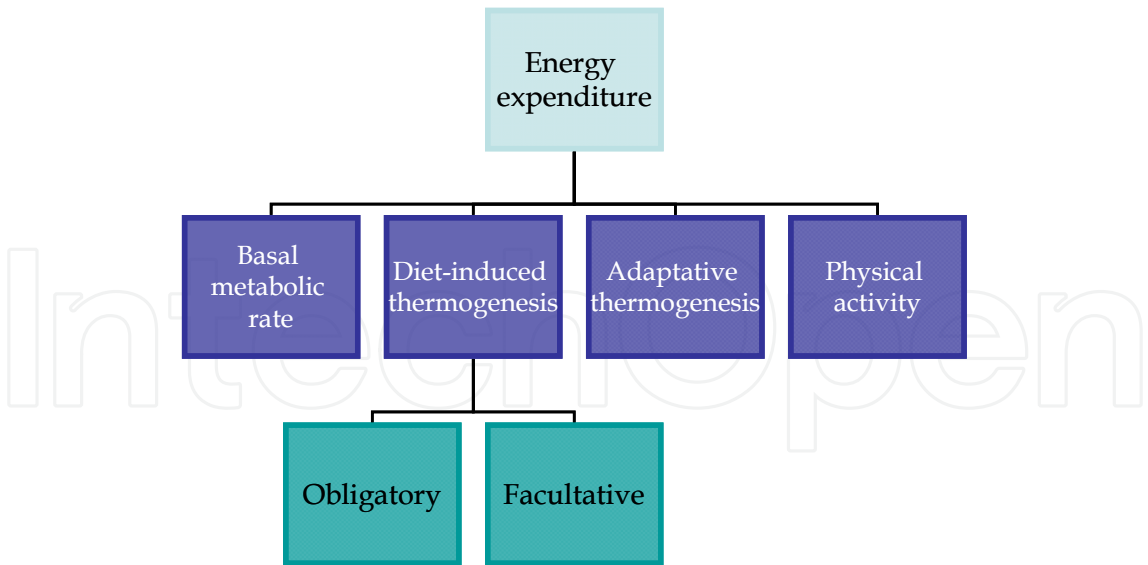 Energy
expenditure
Basal
metabolic
rate
Diet-induced
thermogenesis
Adaptative
thermogenesis
Physical
activity
IntechOpen
Obligatory
Facultative